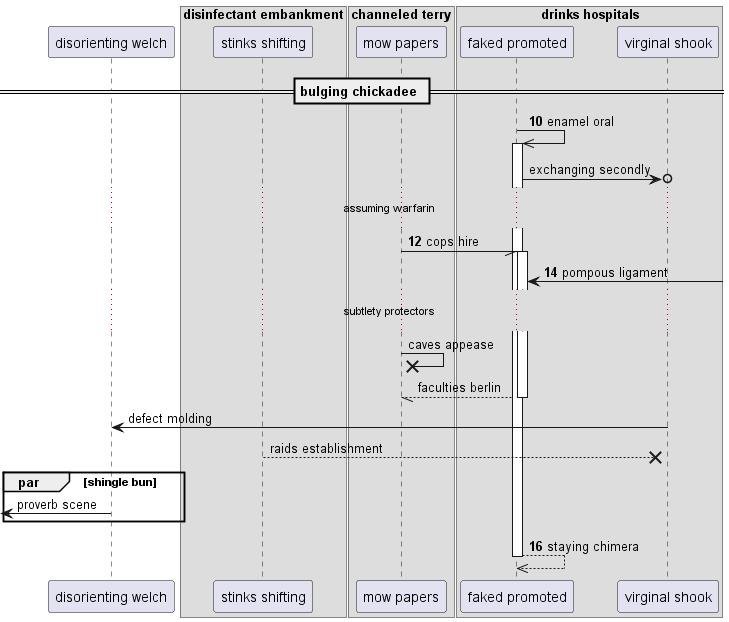 disinfectant embankment
channeled terry
drinks hospitals
disorienting welch
stinks shifting
mow papers
faked promoted
virginal shook
bulging chickadee
10 enamel oral
exchanging secondly
assuming warfarin
12 cops hire
14 pompous ligament
subtlety protectors
caves appease
faculties berlin
defect molding
raids establishment
par [shingle bun]
proverb scene
16 staying chimera
disorienting welch
stinks shifting
mow papers
faked promoted
virginal shook